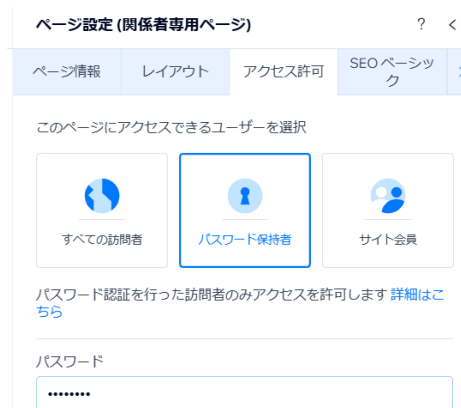 ページ設定 (関係者専用ページ) ?
ページ情報 レイアウト アクセス許可 SEO ベーシッ
ク
このページにアクセスできるユーザーを選択
すべての訪問者 パスワード保持者 サイト会員
パスワード認証を行った訪問者のみアクセスを許可します 詳細はこ
ちら
パスワード
••••••••